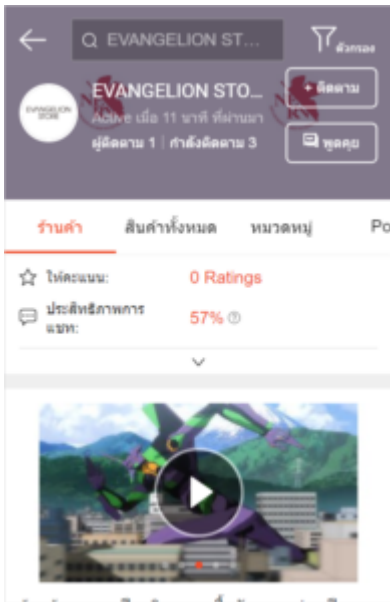 EVANGELION ST...
ตัวกรอง
EVANGELION STORE
EVANGELION STO...
+ ติดตาม
Active เมื่อ 11 นาที ที่ผ่านมา
ผู้ติดตาม 1 | กำลังติดตาม 3
พูดคุย
ร้านค้า สินค้าทั้งหมด หมวดหมู่ Po
ให้คะแนน: 0 Ratings
ประสิทธิภาพการ
แชท: 57%